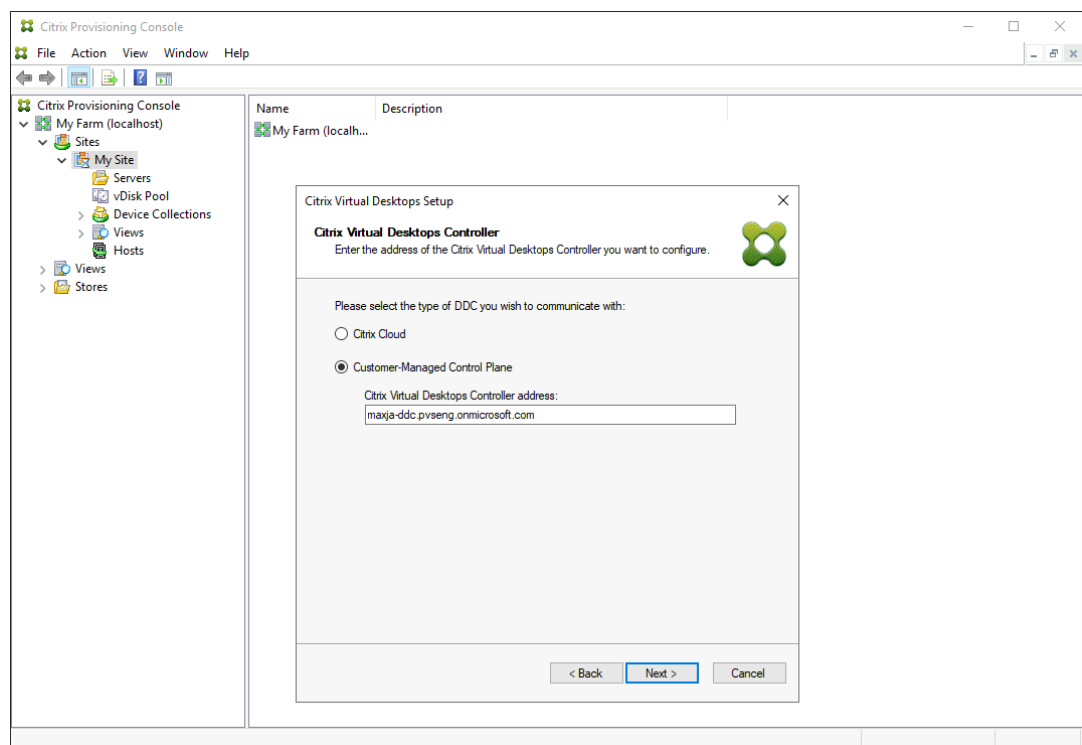 Citrix Provisioning Console
File Action View Window Help
Citrix Provisioning Console
My Farm (localhost)
Sites
My Site
Servers
vDisk Pool
Device Collections
Views
Hosts
Views
Stores
Name Description
My Farm (localh...
Citrix Virtual Desktops Setup
Citrix Virtual Desktops Controller
Enter the address of the Citrix Virtual Desktops Controller you want to configure.
Please select the type of DDC you wish to communicate with:
Citrix Cloud
Customer-Managed Control Plane
Citrix Virtual Desktops Controller address:
maxja-ddc.pvseng.onmicrosoft.com
< Back Next > Cancel